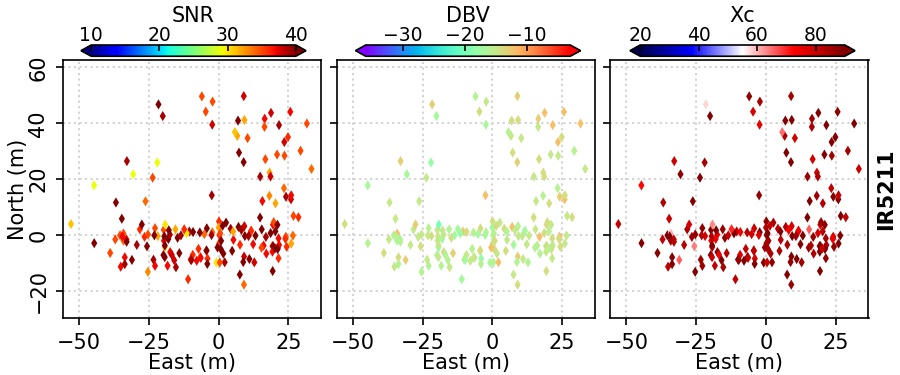 SNR DBV Xc
10 20 30 40 −30 −20 −10 20 40 60 80
60
40
20
0
−20
North (m)
IR5211
−50 −25 0 25 −50 −25 0 25 −50 −25 0 25
East (m) East (m) East (m)